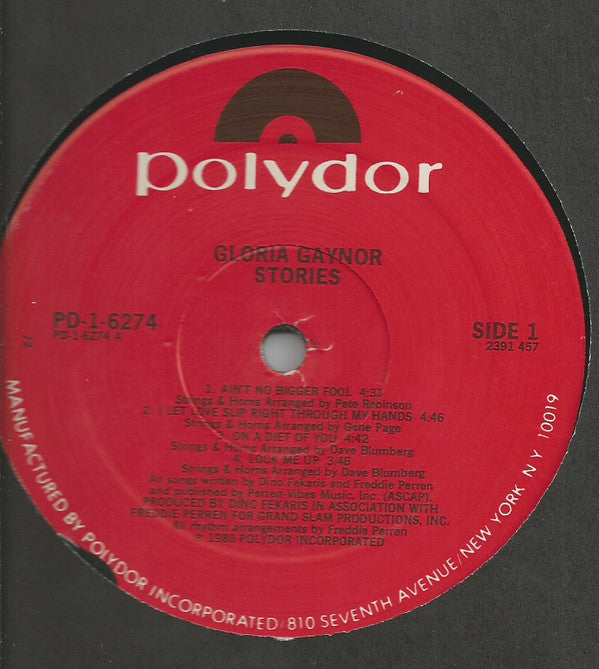 polydor
GLORIA GAYNOR
STORIES
PD-1-6274
PD-1-6274 A
SIDE 1
2391 457
72
1. AIN'T NO BIGGER FOOL 4:33
Strings & Horns Arranged by Pete Robinson
2. I LET LOVE SLIP RIGHT THROUGH MY HANDS 4:46
Strings & Horns Arranged by Gene Page
3. ON A DIET OF YOU 4:42
Strings & Horns Arranged by Dave Blumberg
4. LOCK ME UP 3:46
Strings & Horns Arranged by Dave Blumberg
All songs written by Dino Fekaris and Freddie Perren
and published by Perren-Vibes Music, Inc. (ASCAP).
PRODUCED BY DINO FEKARIS IN ASSOCIATION WITH
FREDDIE PERREN FOR GRAND SLAM PRODUCTIONS, INC.
All rhythm arrangements by Freddie Perren
℗ 1980 POLYDOR INCORPORATED
MANUFACTURED BY POLYDOR INCORPORATED/810 SEVENTH AVENUE/NEW YORK N Y 10019